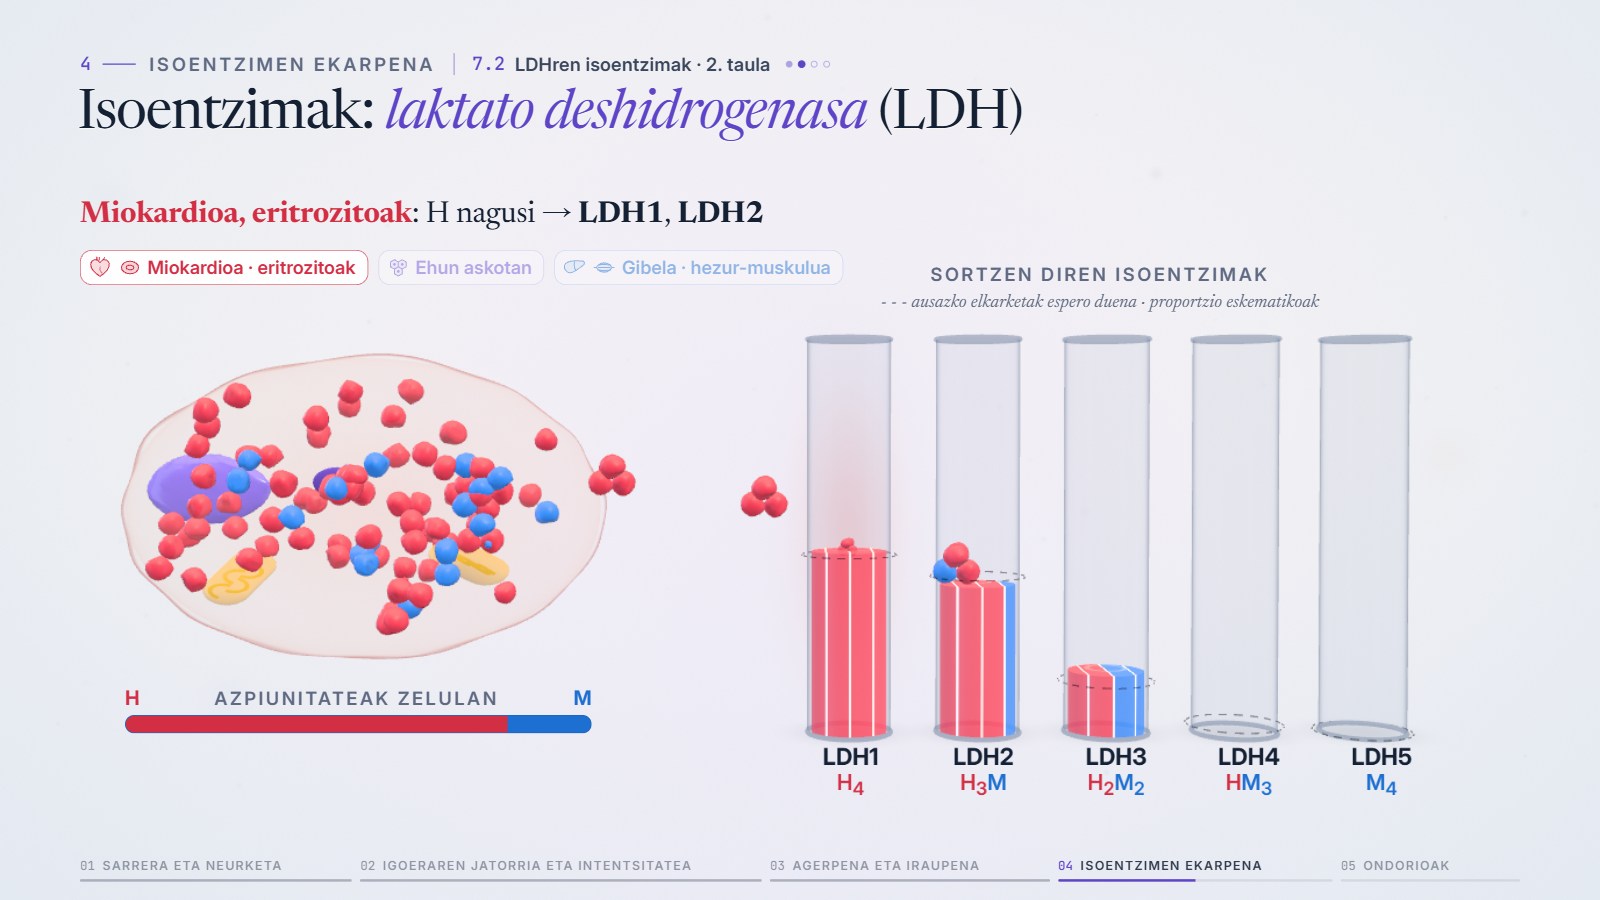 4 ISOENTZIMEN EKARPENA 7.2 LDHren isoentzimak · 2. taula
Isoentzimak: laktato deshidrogenasa (LDH)
Miokardioa, eritrozitoak: H nagusi → LDH1, LDH2
Miokardioa · eritrozitoak Ehun askotan Gibela · hezur-muskulua
SORTZEN DIREN ISOENTZIMAK
- - - ausazko elkarketak espero duena · proportzio eskematikoak
H AZPIUNITATEAK ZELULAN M
LDH1 LDH2 LDH3 LDH4 LDH5
H4 H3M H2M2 HM3 M4
01 SARRERA ETA NEURKETA 02 IGOERAREN JATORRIA ETA INTENTSITATEA 03 AGERPENA ETA IRAUPENA 04 ISOENTZIMEN EKARPENA 05 ONDORIOAK